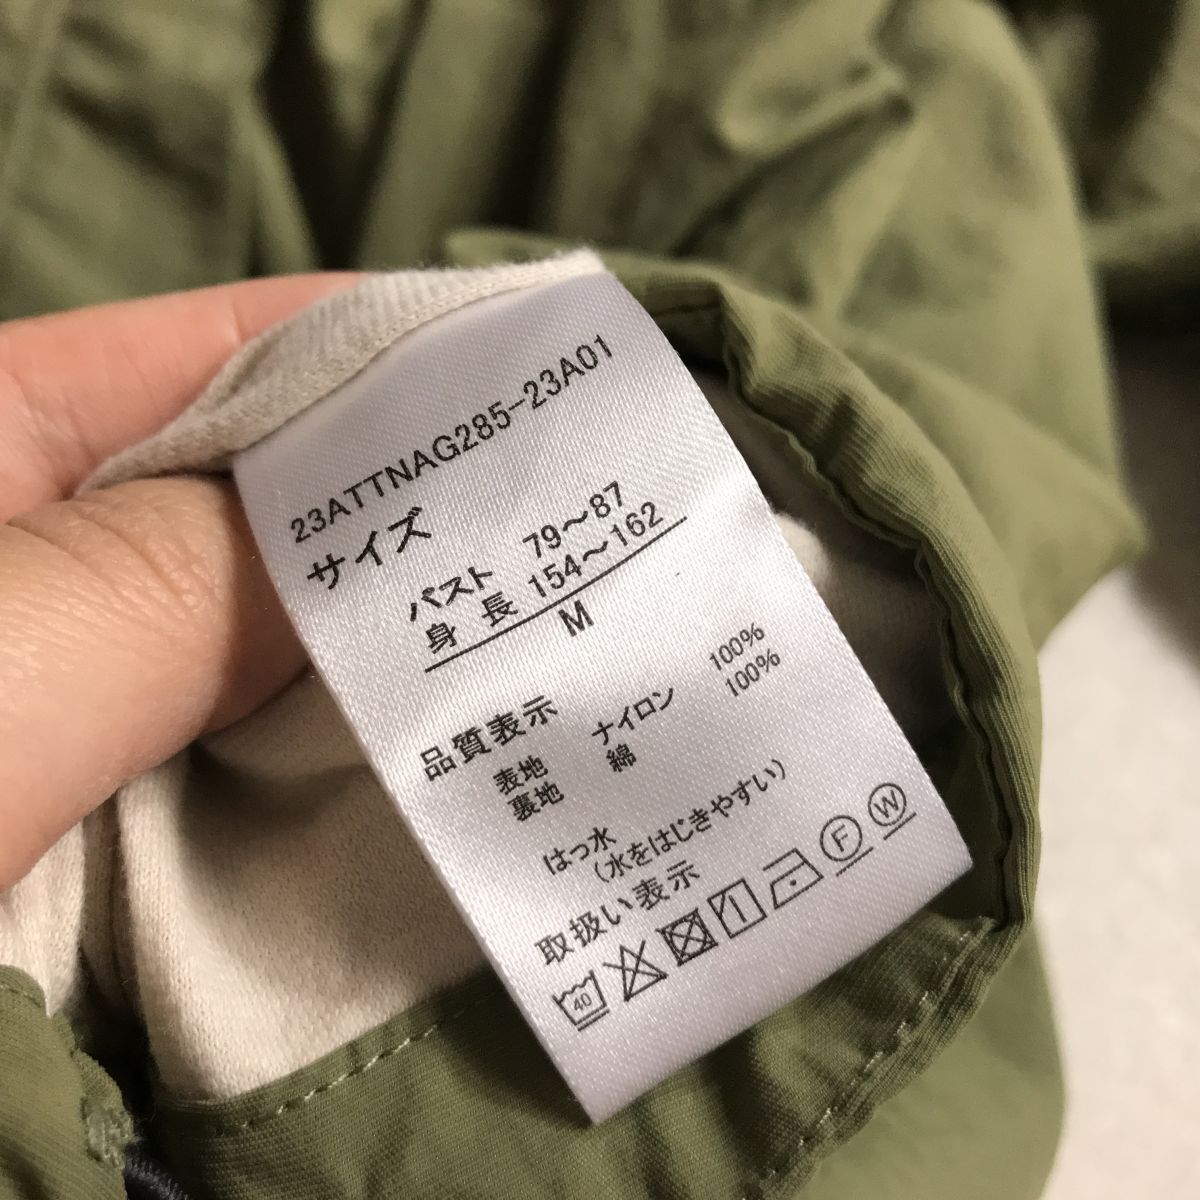 23ATTNAG285-23A01
サイズ
バスト 79～87
身長 154～162
M
品質表示
表地 ナイロン 100%
裏地 綿 100%
はっ水
(水をはじきやすい)
取扱い表示
40 F W